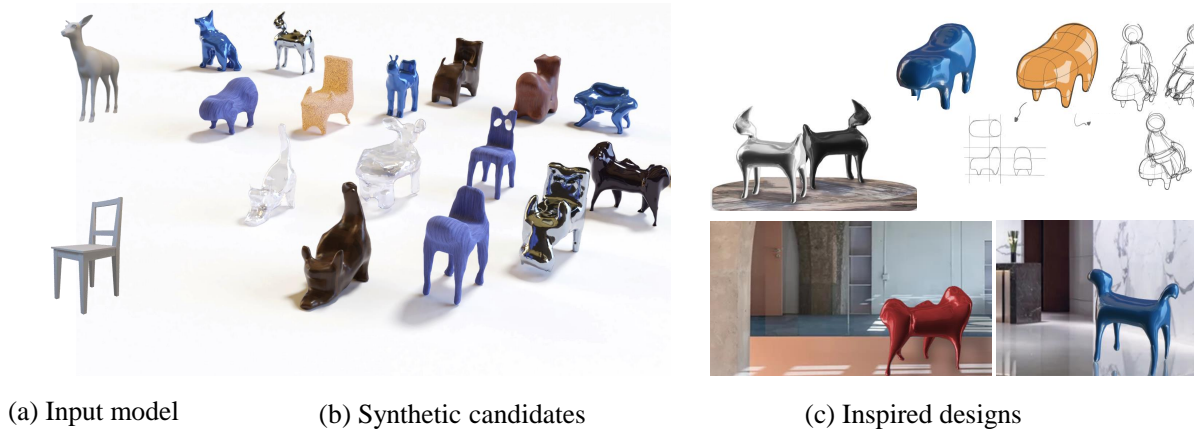 (a) Input model
(b) Synthetic candidates
(c) Inspired designs